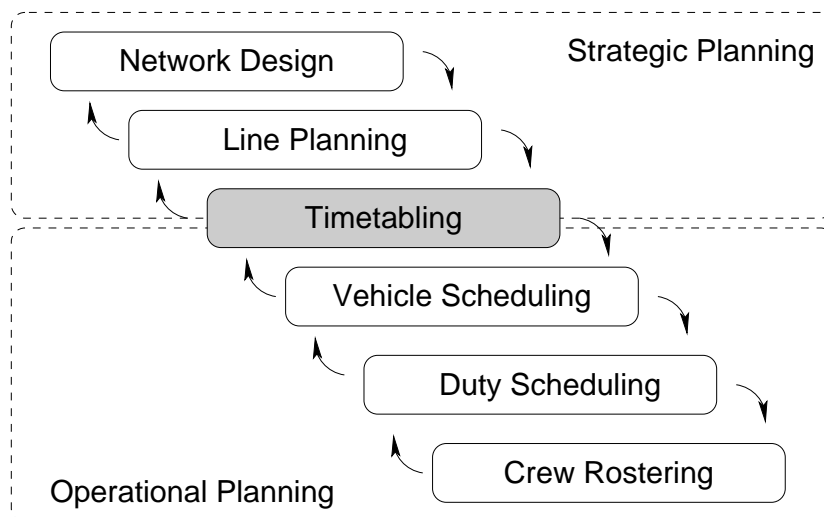 Network Design
Strategic Planning
Line Planning
Timetabling
Vehicle Scheduling
Duty Scheduling
Crew Rostering
Operational Planning